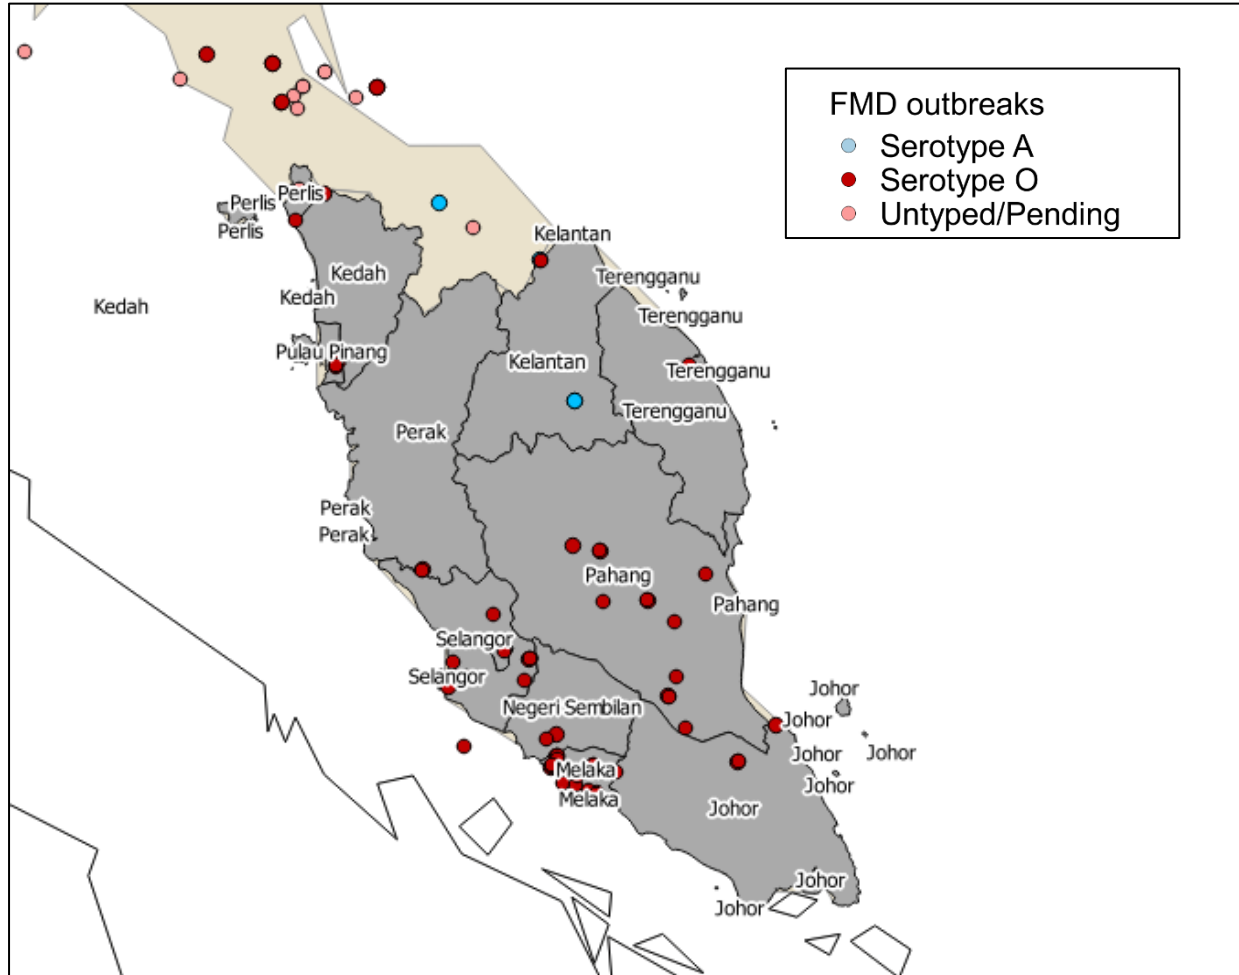 FMD outbreaks
Serotype A
Serotype O
Untyped/Pending
Perlis
Perlis
Perlis
Kelantan
Kedah
Terengganu
Kedah
Kedah
Terengganu
Pulau Pinang
Kelantan
Terengganu
Terengganu
Perak
Perak
Perak
Pahang
Pahang
Selangor
Selangor
Johor
Negeri Sembilan
Johor
Johor
Johor
Melaka
Johor
Melaka
Johor
Johor
Johor